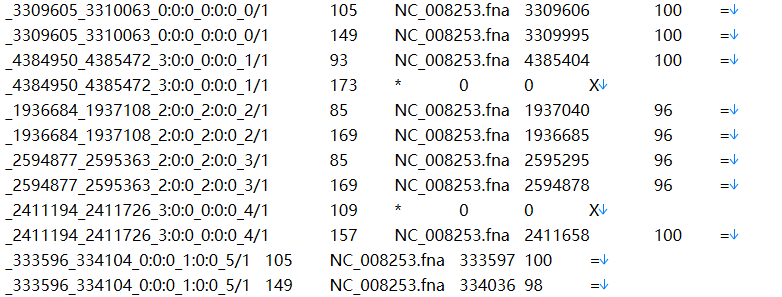 _3309605_3310063_0:0:0_0:0:0_0/1 105 NC_008253.fna 3309606 100 =↓
_3309605_3310063_0:0:0_0:0:0_0/1 149 NC_008253.fna 3309995 100 =↓
_4384950_4385472_3:0:0_0:0:0_1/1 93 NC_008253.fna 4385404 100 =↓
_4384950_4385472_3:0:0_0:0:0_1/1 173 * 0 0 X↓
_1936684_1937108_2:0:0_2:0:0_2/1 85 NC_008253.fna 1937040 96 =↓
_1936684_1937108_2:0:0_2:0:0_2/1 169 NC_008253.fna 1936685 96 =↓
_2594877_2595363_2:0:0_2:0:0_3/1 85 NC_008253.fna 2595295 96 =↓
_2594877_2595363_2:0:0_2:0:0_3/1 169 NC_008253.fna 2594878 96 =↓
_2411194_2411726_3:0:0_0:0:0_4/1 109 * 0 0 X↓
_2411194_2411726_3:0:0_0:0:0_4/1 157 NC_008253.fna 2411658 100 =↓
_333596_334104_0:0:0_1:0:0_5/1 105 NC_008253.fna 333597 100 =↓
_333596_334104_0:0:0_1:0:0_5/1 149 NC_008253.fna 334036 98 =↓